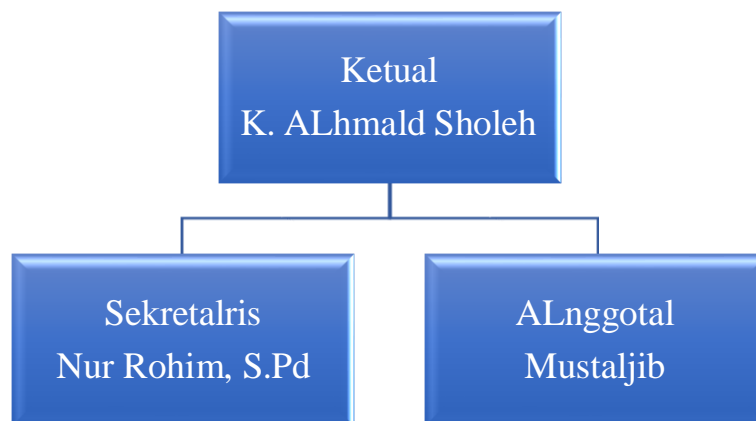 Ketual
K. ALhmald Sholeh
Sekretalris
Nur Rohim, S.Pd
ALnggotal
Mustaljib